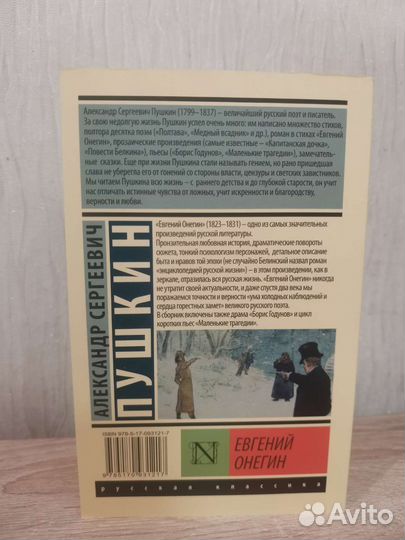 Александр Сергеевич Пушкин (1799–1837) – величайший русский поэт и писатель.
За свою недолгую жизнь Пушкин успел очень много: им написано множество стихов,
полтора десятка поэм («Полтава», «Медный всадник» и др.), роман в стихах «Евгений
Онегин», прозаические произведения (самые известные – «Капитанская дочка»,
«Повести Белкина»), пьесы («Борис Годунов», «Маленькие трагедии»), замечатель-
ные сказки. Еще при жизни Пушкина стали называть гением, но рано пришедшая
слава не уберегла его от гонений со стороны власти, цензуры и светских завистников.
Мы читаем Пушкина всю жизнь – с раннего детства и до глубокой старости, он учит
нас отличать истинные чувства от ложных, учит искренности и благородству,
верности и любви.
АЛЕКСАНДР СЕРГЕЕВИЧ
ПУШКИН
«Евгений Онегин» (1823–1831) – одно из самых значительных
произведений русской литературы.
Пронзительная любовная история, драматические повороты
сюжета, тонкий психологизм персонажей, детальное описание
быта и нравов той эпохи (не случайно Белинский назвал роман
«энциклопедией русской жизни») – в этом произведении, как в
зеркале, отразилась вся русская жизнь. «Евгений Онегин» никогда
не утратит своей актуальности, и даже спустя два века мы
поражаемся точности и верности «ума холодных наблюдений и
сердца горестных замет» великого русского поэта.
В сборник включены также драма «Борис Годунов» и цикл
коротких пьес «Маленькие трагедии».
ISBN 978-5-17-093121-7
9 785170 931217
N
ЕВГЕНИЙ
ОНЕГИН
русская классика
Avito